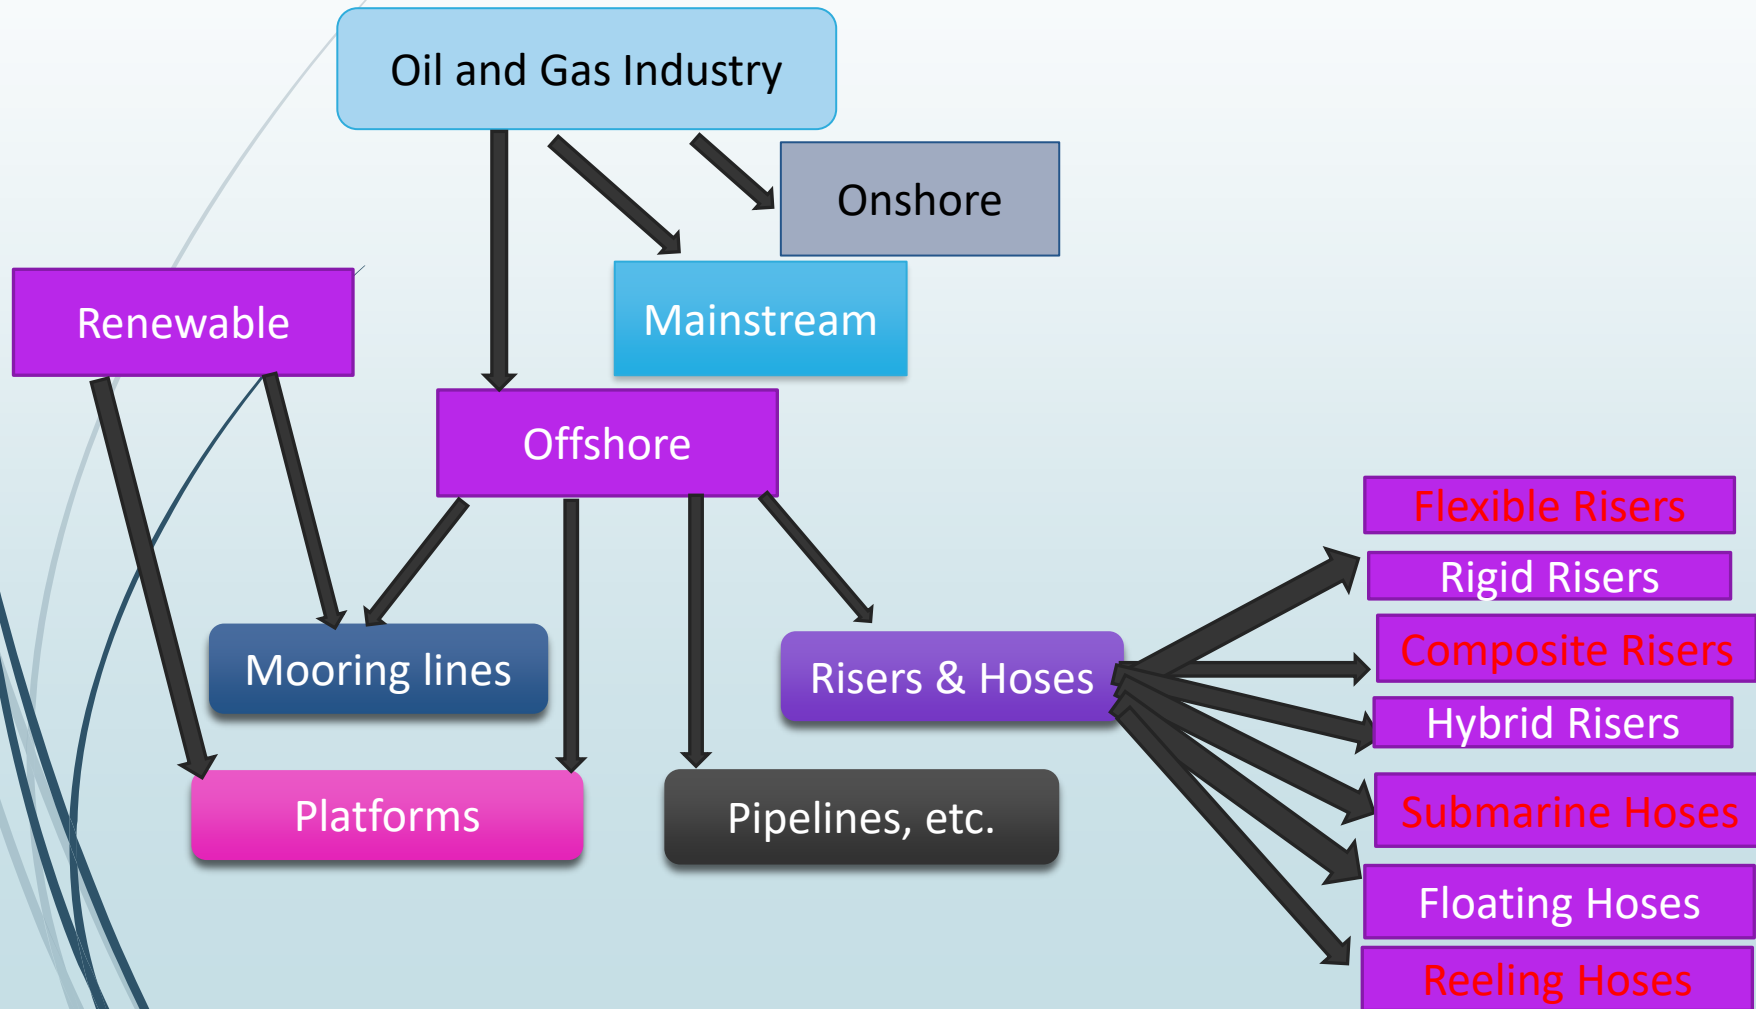 Oil and Gas Industry
Onshore
Renewable
Mainstream
Offshore
Flexible Risers
Rigid Risers
Mooring lines
Risers & Hoses
Composite Risers
Hybrid Risers
Platforms
Pipelines, etc.
Submarine Hoses
Floating Hoses
Reeling Hoses